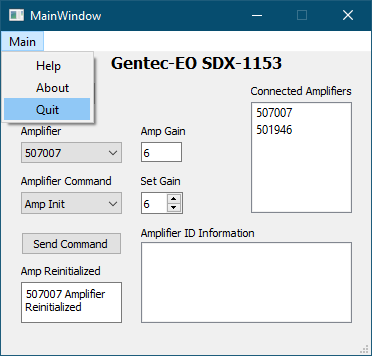 MainWindow
Main
Help
About
Quit
Gentec-EO SDX-1153
Connected Amplifiers
507007
501946
Amplifier
Amp Gain
507007
6
Amplifier Command
Set Gain
Amp Init
6
Send Command
Amplifier ID Information
Amp Reinitialized
507007 Amplifier
Reinitialized